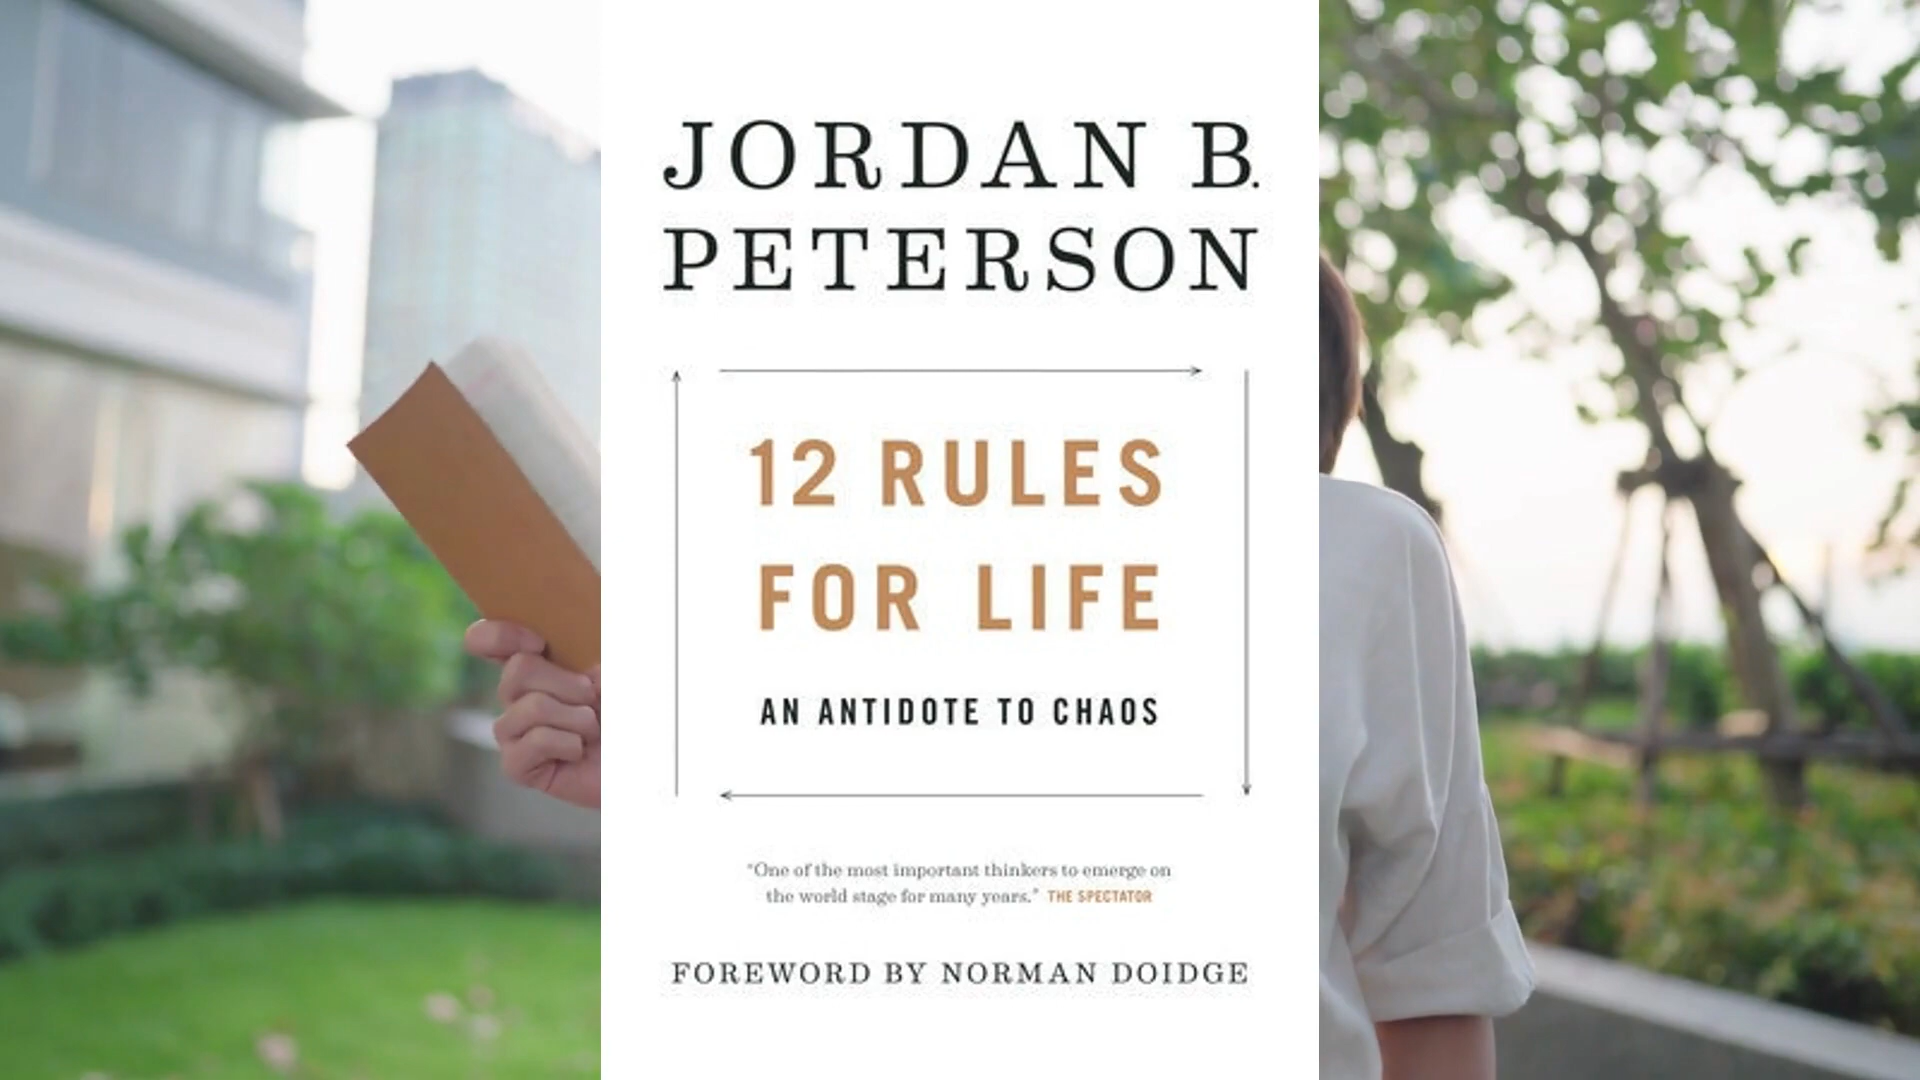 JORDAN B.
PETERSON
12 RULES
FOR LIFE
AN ANTIDOTE TO CHAOS
"One of the most important thinkers to emerge on
the world stage for many years." THE SPECTATOR
FOREWORD BY NORMAN DOIDGE